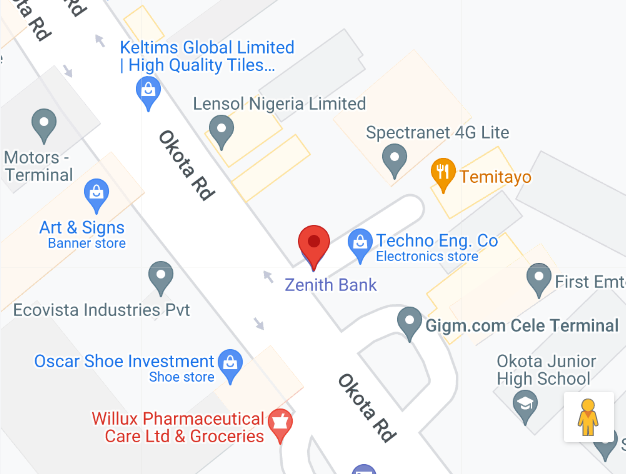 Rd
ta Rd
Keltims Global Limited
| High Quality Tiles...
Lensol Nigeria Limited
Okota Rd
Spectranet 4G Lite
Motors -
Terminal
Temitayo
Art & Signs
Banner store
Techno Eng. Co
Electronics store
Zenith Bank
First Emt
Ecovista Industries Pvt
Gigm.com Cele Terminal
Oscar Shoe Investment
Shoe store
Okota Junior
High School
Okota Rd
Willux Pharmaceutical
Care Ltd & Groceries
S